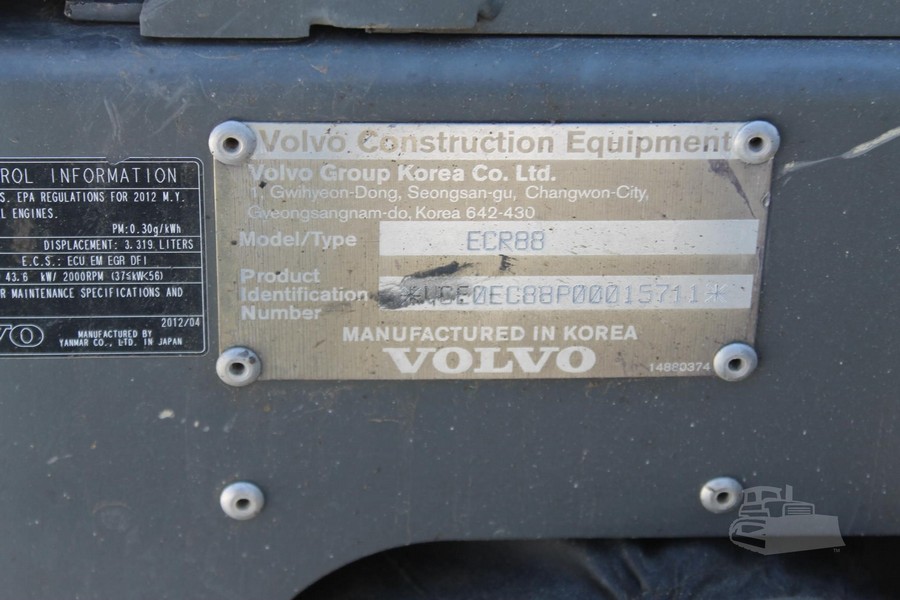 ROL INFORMATION
S. EPA REGULATIONS FOR 2012 M.Y.
L ENGINES.
PM:0.30g/kWh
DISPLACEMENT: 3.319 LITERS
E.C.S.: ECU EM EGR DFI
43.6 kW/ 2000RPM (37≤kW<56)
R MAINTENANCE SPECIFICATIONS AND
2012/04
VO
MANUFACTURED BY
YANMAR CO., LTD. IN JAPAN
Volvo Construction Equipment
Volvo Group Korea Co. Ltd.
1, Gwihyeon-Dong, Seongsan-gu, Changwon-City,
Gyeongsangnam-do, Korea 642-430
Model/Type ECR88
Product
Identification *VCE0EC88P00015711*
Number
MANUFACTURED IN KOREA
VOLVO
14880374